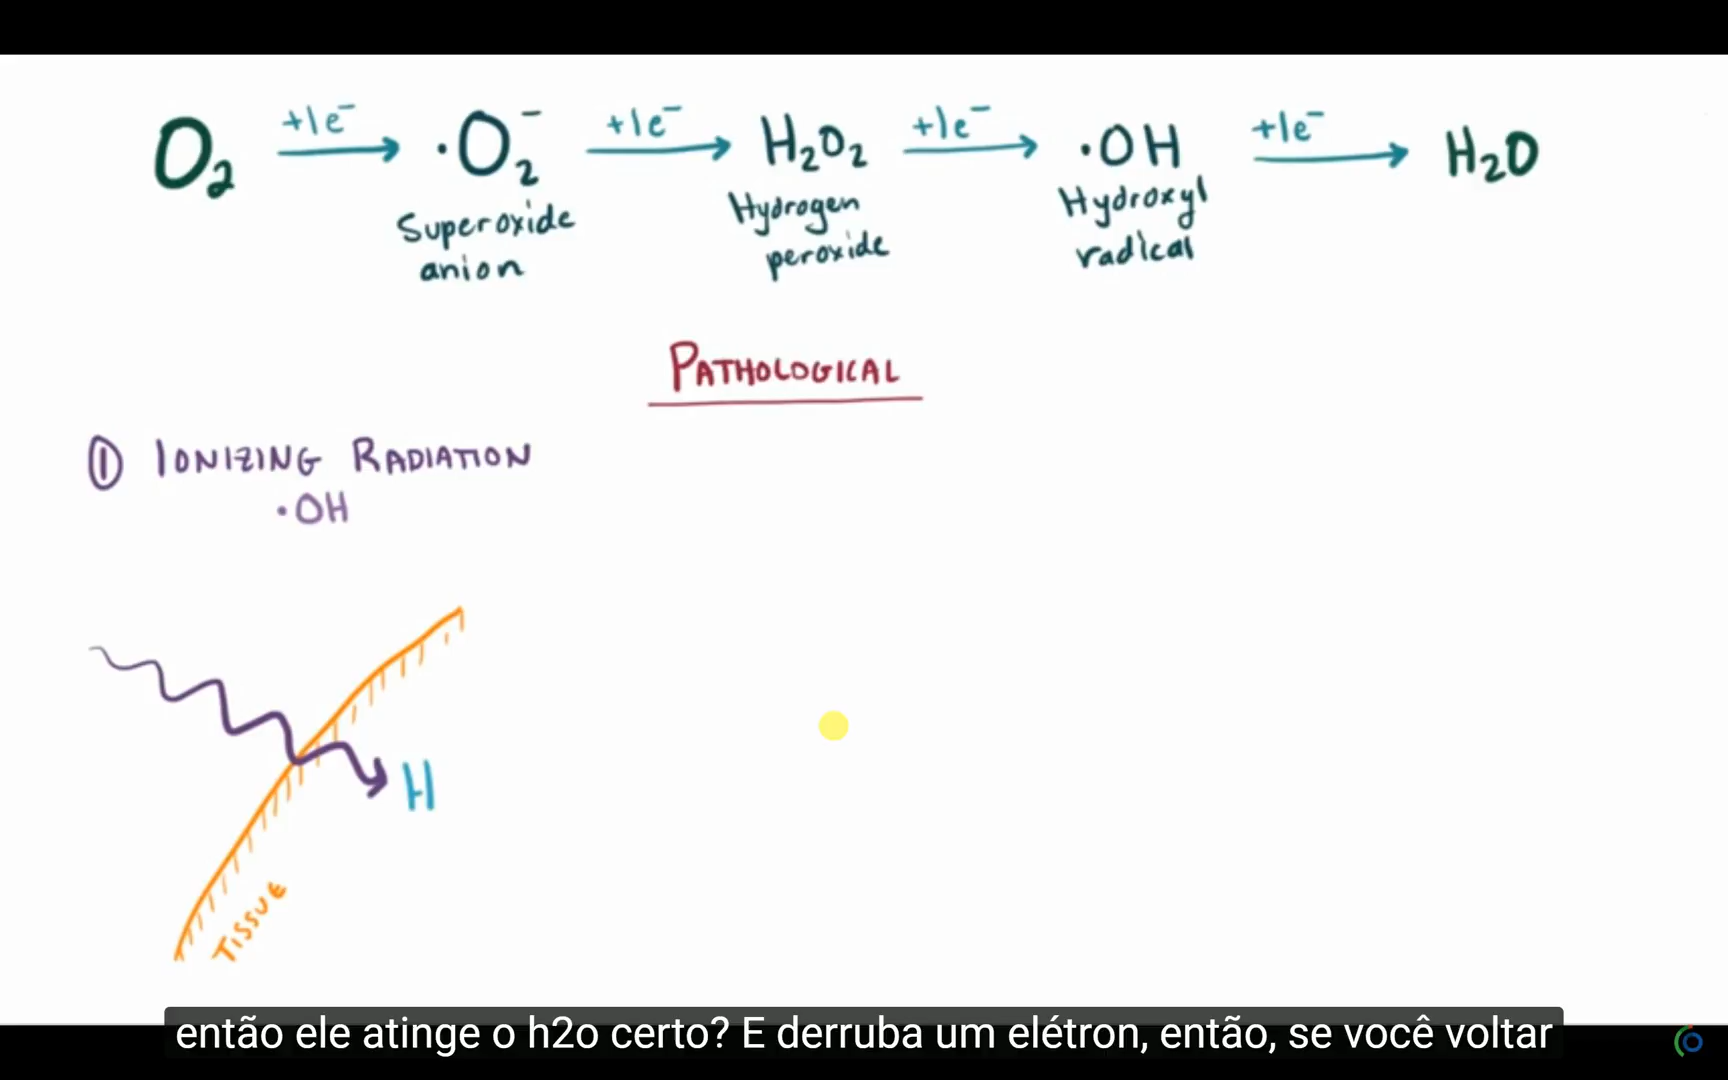 O₂ +1e⁻ ·O₂⁻ +1e⁻ H₂O₂ +1e⁻ ·OH +1e⁻ H₂O
Superoxide anion
Hydrogen peroxide
Hydroxyl radical
PATHOLOGICAL
① IONIZING RADIATION
·OH
H
TISSUE
então ele atinge o h2o certo? E derruba um elétron, então, se você voltar